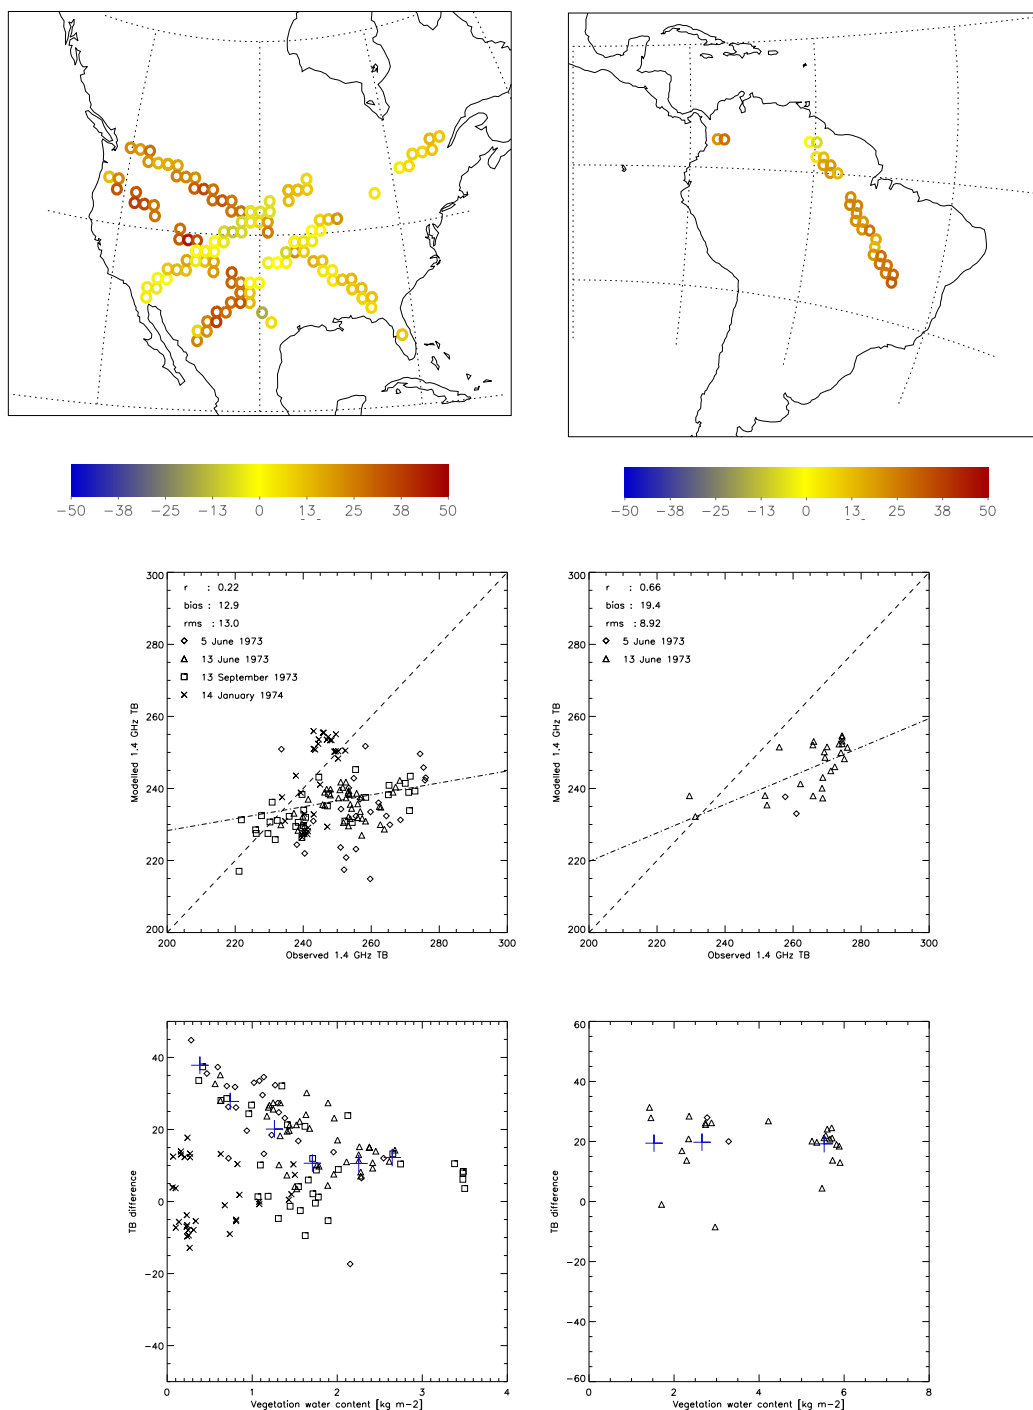 −50 −38 −25 −13 0 13 25 38 50
−50 −38 −25 −13 0 13 25 38 50
r : 0.22
bias : 12.9
rms : 13.0
5 June 1973
13 June 1973
13 September 1973
14 January 1974
300
280
260
240
220
200
Modelled 1.4 GHz TB
200 220 240 260 280 300
Observed 1.4 GHz TB
r : 0.66
bias : 19.4
rms : 8.92
5 June 1973
13 June 1973
300
280
260
240
220
200
Modelled 1.4 GHz TB
200 220 240 260 280 300
Observed 1.4 GHz TB
40
20
0
−20
−40
TB difference
0 1 2 3 4
Vegetation water content [kg m−2]
60
40
20
0
−20
−40
−60
TB difference
0 2 4 6 8
Vegetation water content [kg m−2]